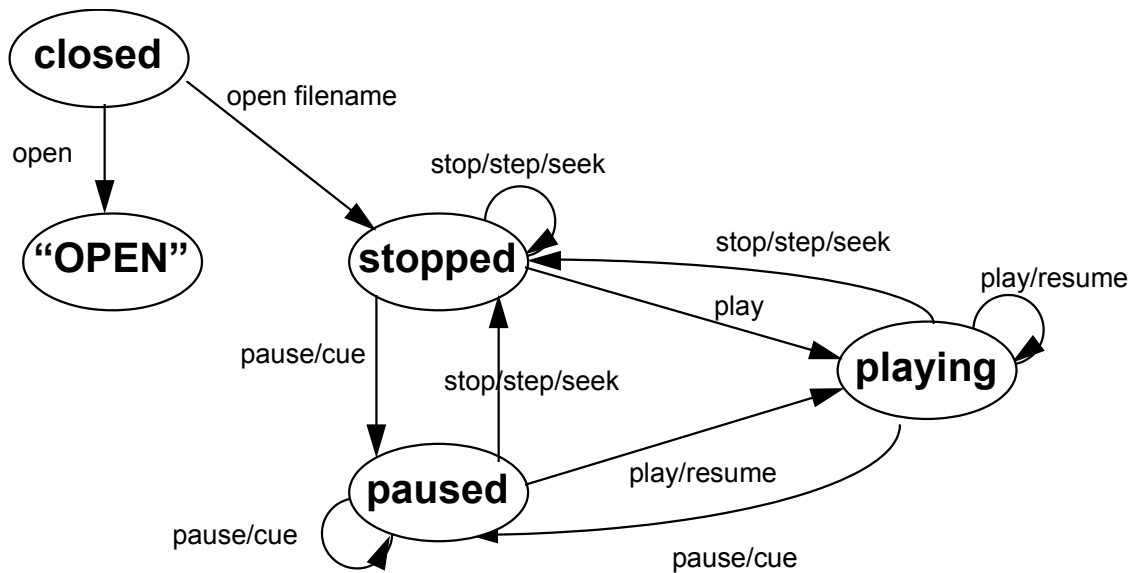 closed
open filename
open
“OPEN”
stop/step/seek
stopped
stop/step/seek
play/resume
play
playing
pause/cue
stop/step/seek
play/resume
paused
pause/cue
pause/cue